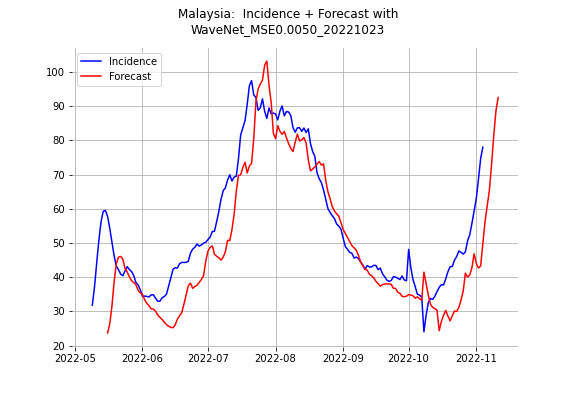 Malaysia:  Incidence + Forecast with
WaveNet_MSE0.0050_20221023
Incidence
Forecast
100
90
80
70
60
50
40
30
20
2022-05 2022-06 2022-07 2022-08 2022-09 2022-10 2022-11